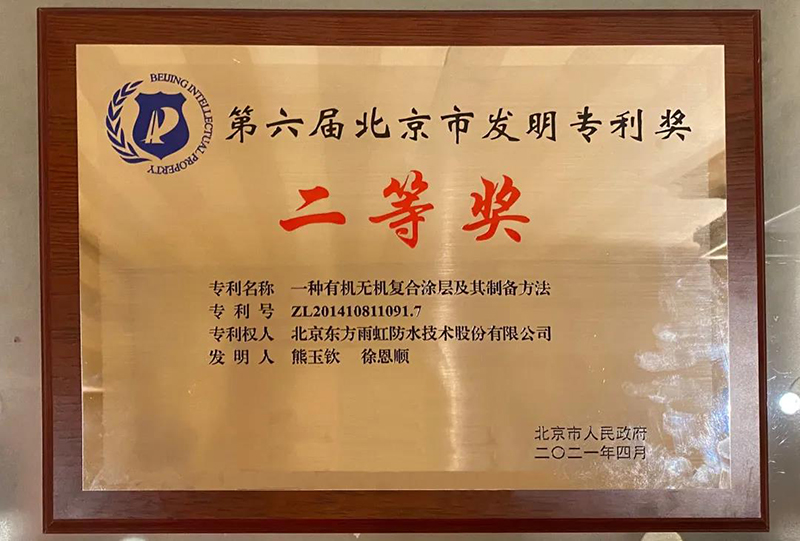 BEIJING INTELLECTUAL PROPERTY
第六届北京市发明专利奖
二等奖
专利名称 一种有机无机复合涂层及其制备方法
专利号 ZL201410811091.7
专利权人 北京东方雨虹防水技术股份有限公司
发明人 熊玉钦 徐恩顺
北京市人民政府
二〇二一年四月